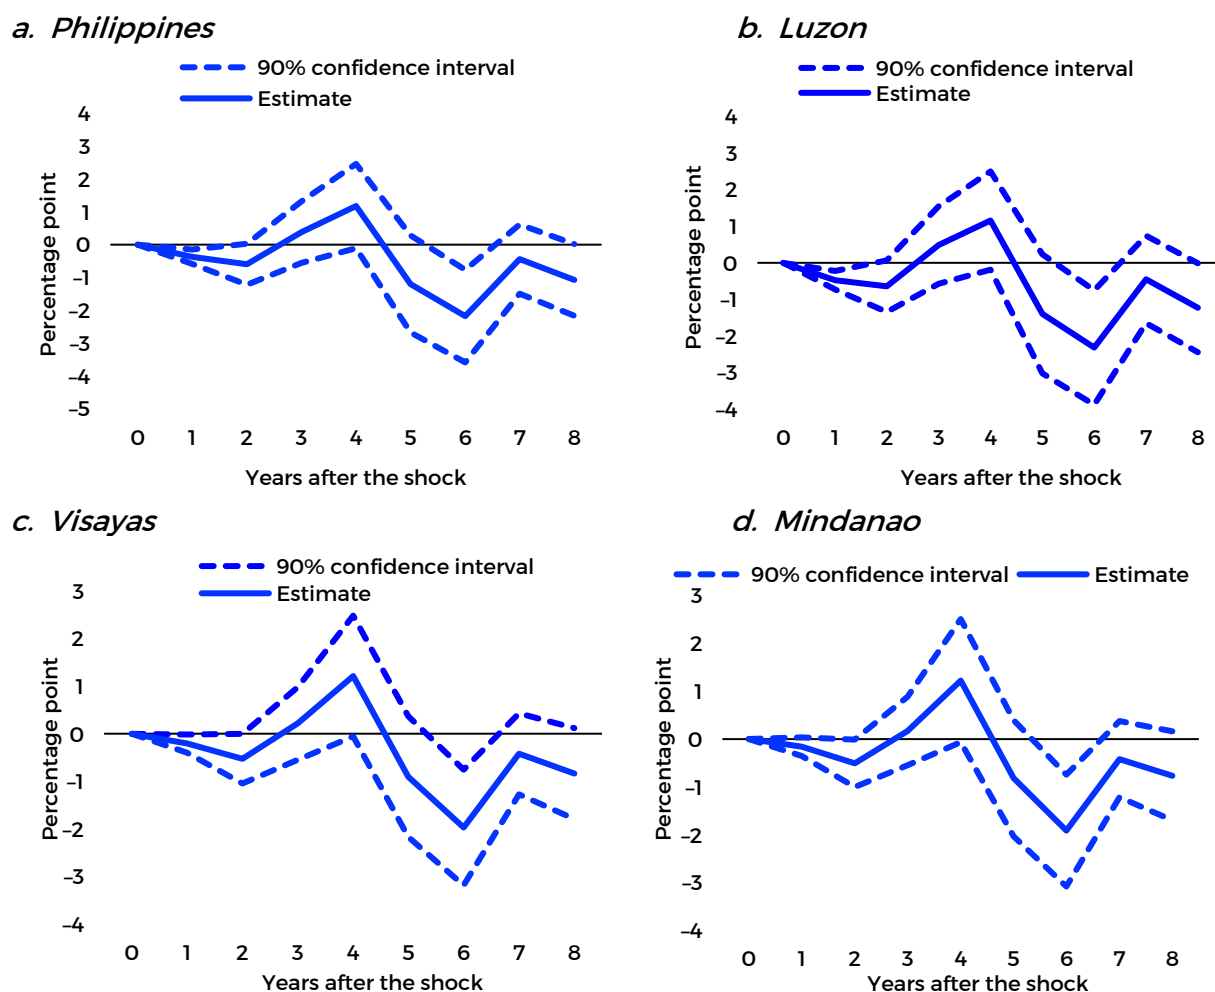 a. Philippines
90% confidence interval
Estimate
Percentage point
4
3
2
1
0
–1
–2
–3
–4
–5
0 1 2 3 4 5 6 7 8
Years after the shock
b. Luzon
90% confidence interval
Estimate
Percentage point
4
3
2
1
0
–1
–2
–3
–4
0 1 2 3 4 5 6 7 8
Years after the shock
c. Visayas
90% confidence interval
Estimate
Percentage point
3
2
1
0
–1
–2
–3
–4
0 1 2 3 4 5 6 7 8
Years after the shock
d. Mindanao
90% confidence interval Estimate
Percentage point
3
2
1
0
–1
–2
–3
–4
0 1 2 3 4 5 6 7 8
Years after the shock